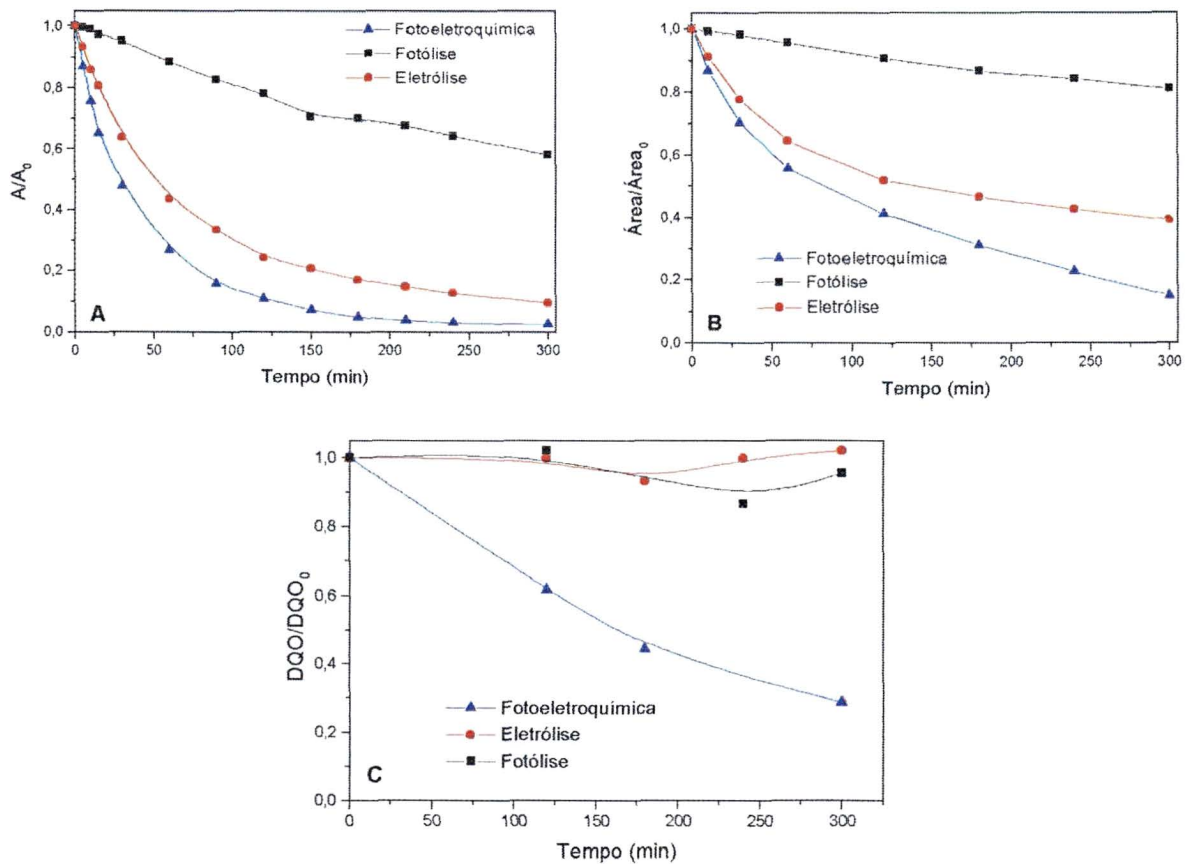 A/A0
1,0
0,8
0,6
0,4
0,2
0,0
Fotoeletroquímica
Fotólise
Eletrólise
A
0 50 100 150 200 250 300
Tempo (min)
Área/Área0
1,0
0,8
0,6
0,4
0,2
0,0
Fotoeletroquímica
Fotólise
Eletrólise
B
0 50 100 150 200 250 300
Tempo (min)
DQO/DQO0
1,0
0,8
0,6
0,4
0,2
0,0
Fotoeletroquimica
Eletrólise
Fotólise
C
0 50 100 150 200 250 300
Tempo (min)